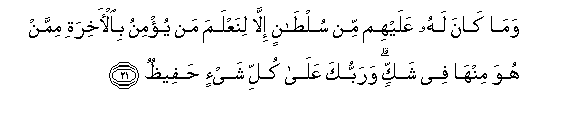 وَمَا كَانَ لَهُۥ عَلَيْهِم مِّن سُلْطَـٰنٍ إِلَّا لِنَعْلَمَ مَن يُؤْمِنُ بِٱلْـَٔاخِرَةِ مِمَّنْ
هُوَ مِنْهَا فِى شَكٍّۢ ۗ وَرَبُّكَ عَلَىٰ كُلِّ شَىْءٍ حَفِيظٌ ۝٢١